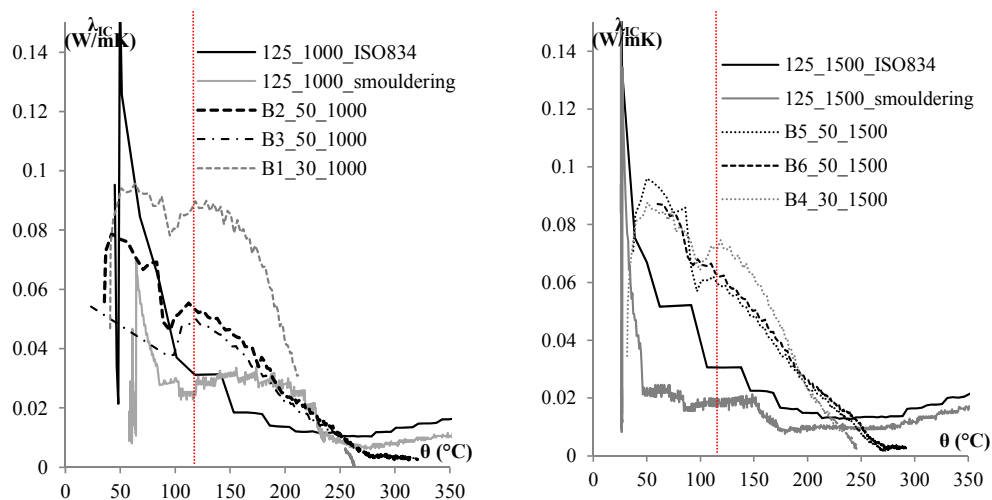 λIC
(W/mK)
0.14
0.12
0.1
0.08
0.06
0.04
0.02
0
0 50 100 150 200 250 300 350
θ (°C)
125_1000_ISO834
125_1000_smouldering
B2_50_1000
B3_50_1000
B1_30_1000
λIC
(W/mK)
0.14
0.12
0.1
0.08
0.06
0.04
0.02
0
0 50 100 150 200 250 300 350
θ (°C)
125_1500_ISO834
125_1500_smouldering
B5_50_1500
B6_50_1500
B4_30_1500